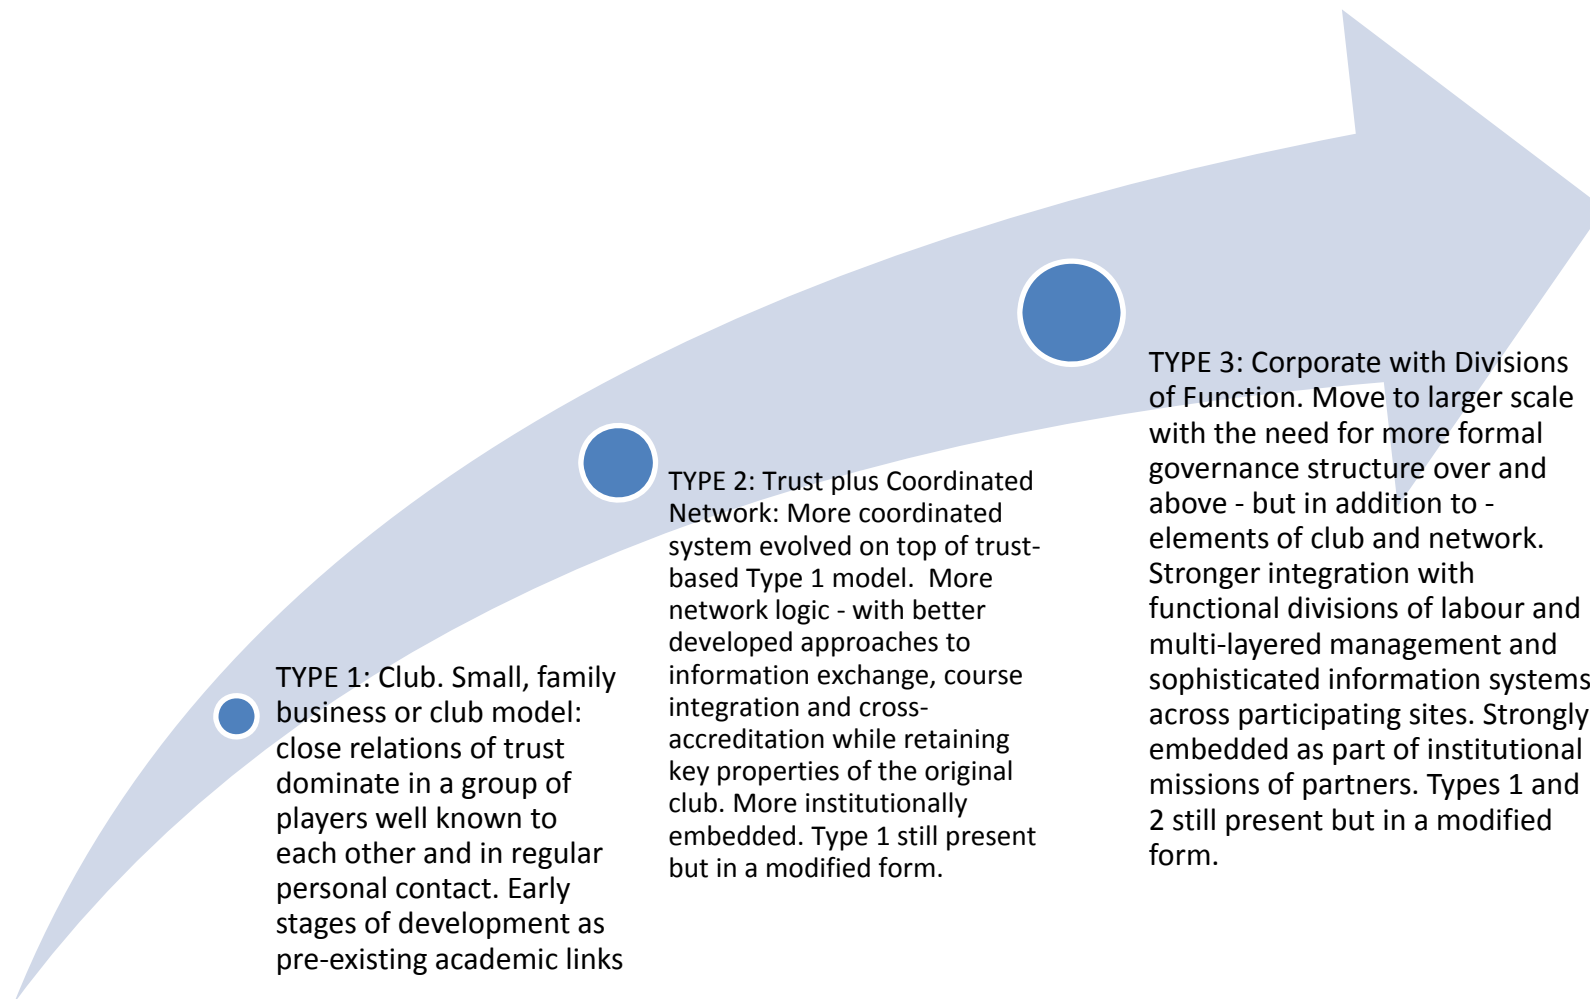 TYPE 1: Club. Small, family
business or club model:
close relations of trust
dominate in a group of
players well known to
each other and in regular
personal contact. Early
stages of development as
pre-existing academic links
TYPE 2: Trust plus Coordinated
Network: More coordinated
system evolved on top of trust-
based Type 1 model.  More
network logic - with better
developed approaches to
information exchange, course
integration and cross-
accreditation while retaining
key properties of the original
club. More institutionally
embedded. Type 1 still present
but in a modified form.
TYPE 3: Corporate with Divisions
of Function. Move to larger scale
with the need for more formal
governance structure over and
above - but in addition to -
elements of club and network.
Stronger integration with
functional divisions of labour and
multi-layered management and
sophisticated information systems
across participating sites. Strongly
embedded as part of institutional
missions of partners. Types 1 and
2 still present but in a modified
form.